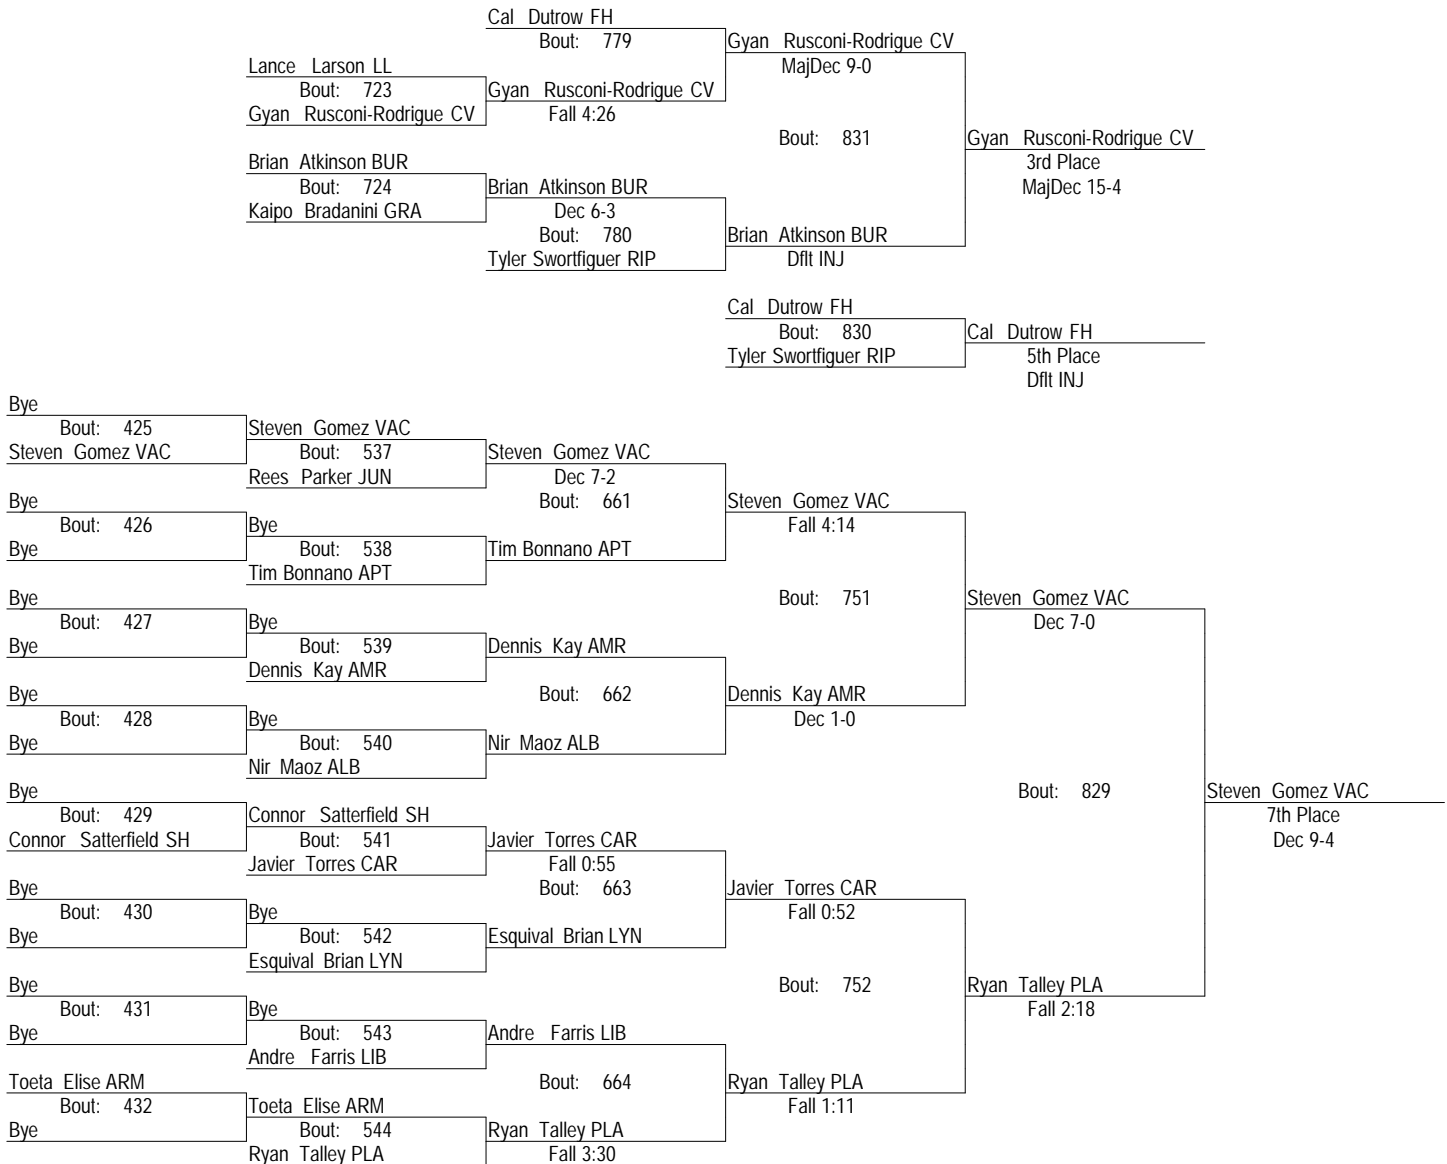 Cal Dutrow FH
Bout: 779
Gyan Rusconi-Rodrigue CV
Lance Larson LL
MajDec 9-0
Bout: 723
Gyan Rusconi-Rodrigue CV
Gyan Rusconi-Rodrigue CV
Fall 4:26
Bout: 831
Gyan Rusconi-Rodrigue CV
Brian Atkinson BUR
3rd Place
Bout: 724
Brian Atkinson BUR
MajDec 15-4
Kaipo Bradanini GRA
Dec 6-3
Bout: 780
Brian Atkinson BUR
Tyler Swortfiguer RIP
Dflt INJ
Cal Dutrow FH
Bout: 830
Cal Dutrow FH
Tyler Swortfiguer RIP
5th Place
Dflt INJ
Bye
Bout: 425
Steven Gomez VAC
Steven Gomez VAC
Bout: 537
Steven Gomez VAC
Rees Parker JUN
Dec 7-2
Bye
Bout: 661
Steven Gomez VAC
Bout: 426
Bye
Fall 4:14
Bye
Bout: 538
Tim Bonnano APT
Tim Bonnano APT
Bye
Bout: 751
Steven Gomez VAC
Bout: 427
Bye
Dec 7-0
Bye
Bout: 539
Dennis Kay AMR
Dennis Kay AMR
Bye
Bout: 662
Dennis Kay AMR
Bout: 428
Bye
Dec 1-0
Bye
Bout: 540
Nir Maoz ALB
Nir Maoz ALB
Bye
Bout: 829
Steven Gomez VAC
Bout: 429
Connor Satterfield SH
7th Place
Connor Satterfield SH
Bout: 541
Javier Torres CAR
Dec 9-4
Javier Torres CAR
Fall 0:55
Bye
Bout: 663
Javier Torres CAR
Bout: 430
Bye
Fall 0:52
Bye
Bout: 542
Esquival Brian LYN
Esquival Brian LYN
Bye
Bout: 752
Ryan Talley PLA
Bout: 431
Bye
Fall 2:18
Bye
Bout: 543
Andre Farris LIB
Andre Farris LIB
Toeta Elise ARM
Bout: 664
Ryan Talley PLA
Bout: 432
Toeta Elise ARM
Fall 1:11
Bye
Bout: 544
Ryan Talley PLA
Ryan Talley PLA
Fall 3:30